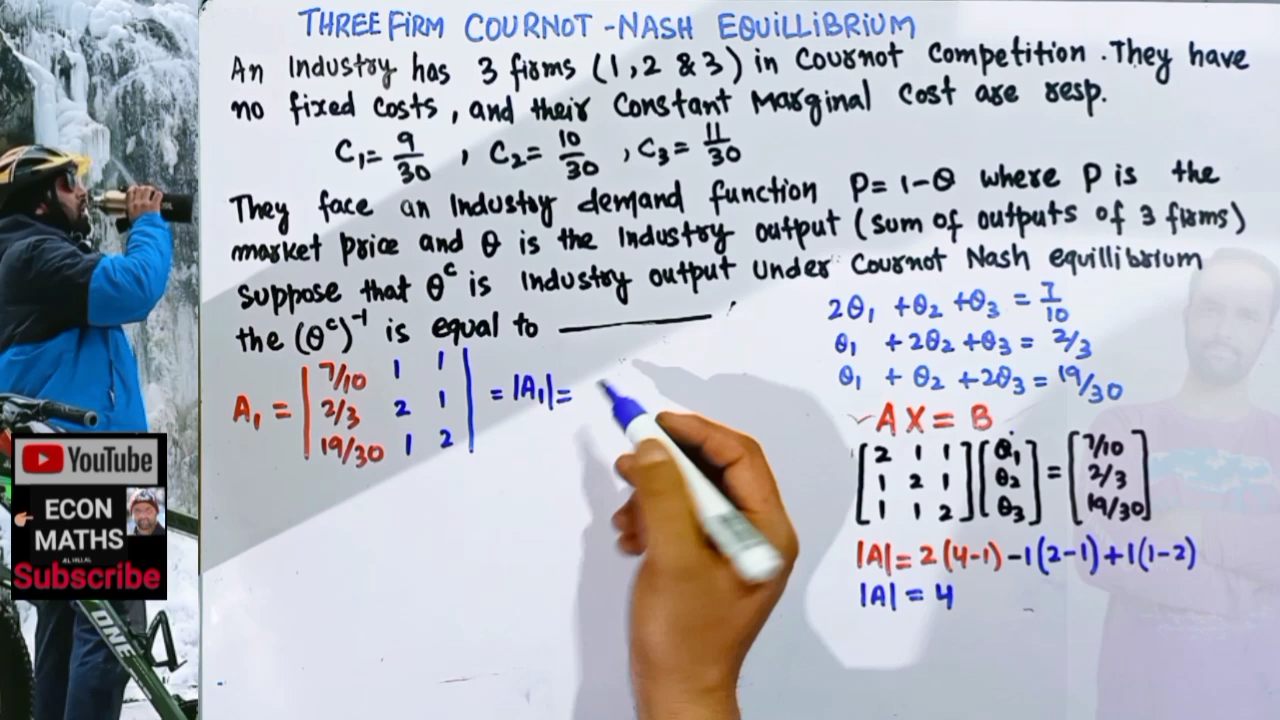 THREE FIRM COURNOT-NASH EQUILLIBRIUM
An Industry has 3 firms (1,2 & 3) in Cournot Competition. They have
no fixed costs, and their Constant Marginal Cost are resp.
C₁= 9/30 , C₂= 10/30 , C₃= 11/30
They face an Industry demand function P= 1-Θ where P is the
market price and Θ is the Industry output (sum of outputs of 3 firms)
Suppose that Θᶜ is Industry output Under Cournot Nash equillibrium
the (Θᶜ)⁻¹ is equal to ______
2Θ₁ +Θ₂ +Θ₃ = 7/10
Θ₁ +2Θ₂ +Θ₃ = 2/3
Θ₁ + Θ₂ +2Θ₃ = 19/30
A₁ = | 7/10 1 1 | = |A₁| =
| 2/3 2 1 |
| 19/30 1 2 |
A X = B
[2 1 1] [Θ₁] = [7/10]
[1 2 1] [Θ₂] [2/3]
[1 1 2] [Θ₃] [19/30]
|A| = 2(4-1) -1(2-1) +1(1-2)
|A| = 4
YouTube
ECON
MATHS
Subscribe
ONE